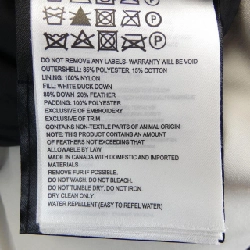 DO NOT REMOVE ANY LABELS. WARRANTY WILL BE VOID
OUTERSHELL: 85% POLYESTER, 15% COTTON
LINING: 100% NYLON
FILL: WHITE DUCK DOWN
80% DOWN, 20% FEATHER
PADDING: 100% POLYESTER
EXCLUSIVE OF EMBROIDERY
EXCLUSIVE OF TRIM
CONTAINS NON-TEXTILE PARTS OF ANIMAL ORIGIN
NOTE: THIS PRODUCT CONTAINS AN AMOUNT
OF FEATHERS NOT EXCEEDING THAT
ALLOWABLE BY LAW
MADE IN CANADA WITH DOMESTIC AND IMPORTED
MATERIALS
REMOVE FUR IF POSSIBLE.
DO NOT WASH. DO NOT BLEACH.
DO NOT TUMBLE DRY. DO NOT IRON.
DRY CLEAN ONLY
WATER REPELLENT (EASY TO REPEL WATER)